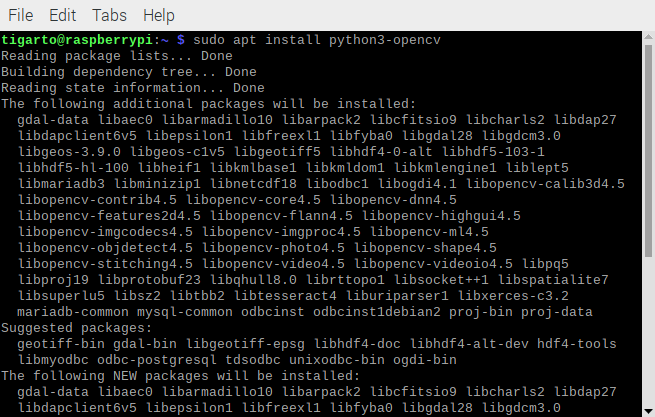 File Edit Tabs Help
tigarto@raspberrypi:~ $ sudo apt install python3-opencv
Reading package lists... Done
Building dependency tree... Done
Reading state information... Done
The following additional packages will be installed:
  gdal-data libaec0 libarmadillo10 libarpack2 libcfitsio9 libcharls2 libdap27
  libdapclient6v5 libepsilon1 libfreexl1 libfyba0 libgdal28 libgdcm3.0
  libgeos-3.9.0 libgeos-c1v5 libgeotiff5 libhdf4-0-alt libhdf5-103-1
  libhdf5-hl-100 libheif1 libkmlbase1 libkmldom1 libkmlengine1 liblept5
  libmariadb3 libminizip1 libnetcdf18 libodbc1 libogdi4.1 libopencv-calib3d4.5
  libopencv-contrib4.5 libopencv-core4.5 libopencv-dnn4.5
  libopencv-features2d4.5 libopencv-flann4.5 libopencv-highgui4.5
  libopencv-imgcodecs4.5 libopencv-imgproc4.5 libopencv-ml4.5
  libopencv-objdetect4.5 libopencv-photo4.5 libopencv-shape4.5
  libopencv-stitching4.5 libopencv-video4.5 libopencv-videoio4.5 libpq5
  libproj19 libprotobuf23 libqhull8.0 librttopo1 libsocket++1 libspatialite7
  libsuperlu5 libsz2 libtbb2 libtesseract4 liburiparser1 libxerces-c3.2
  mariadb-common mysql-common odbcinst odbcinst1debian2 proj-bin proj-data
Suggested packages:
  geotiff-bin gdal-bin libgeotiff-epsg libhdf4-doc libhdf4-alt-dev hdf4-tools
  libmyodbc odbc-postgresql tdsodbc unixodbc-bin ogdi-bin
The following NEW packages will be installed:
  gdal-data libaec0 libarmadillo10 libarpack2 libcfitsio9 libcharls2 libdap27
  libdapclient6v5 libepsilon1 libfreexl1 libfyba0 libgdal28 libgdcm3.0